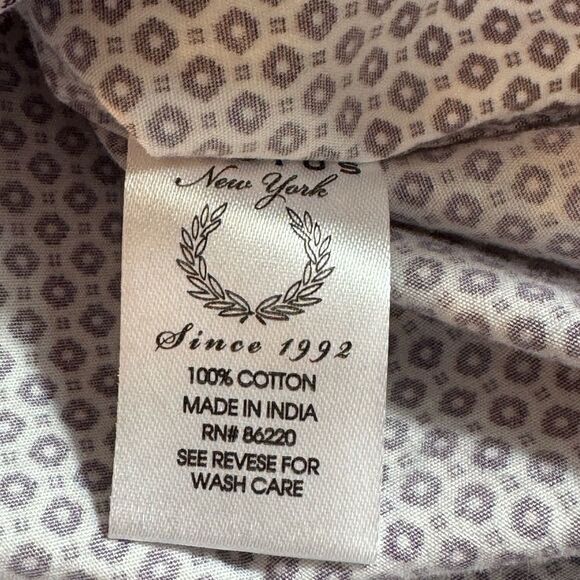 New York
Since 1992
100% COTTON
MADE IN INDIA
RN# 86220
SEE REVESE FOR
WASH CARE